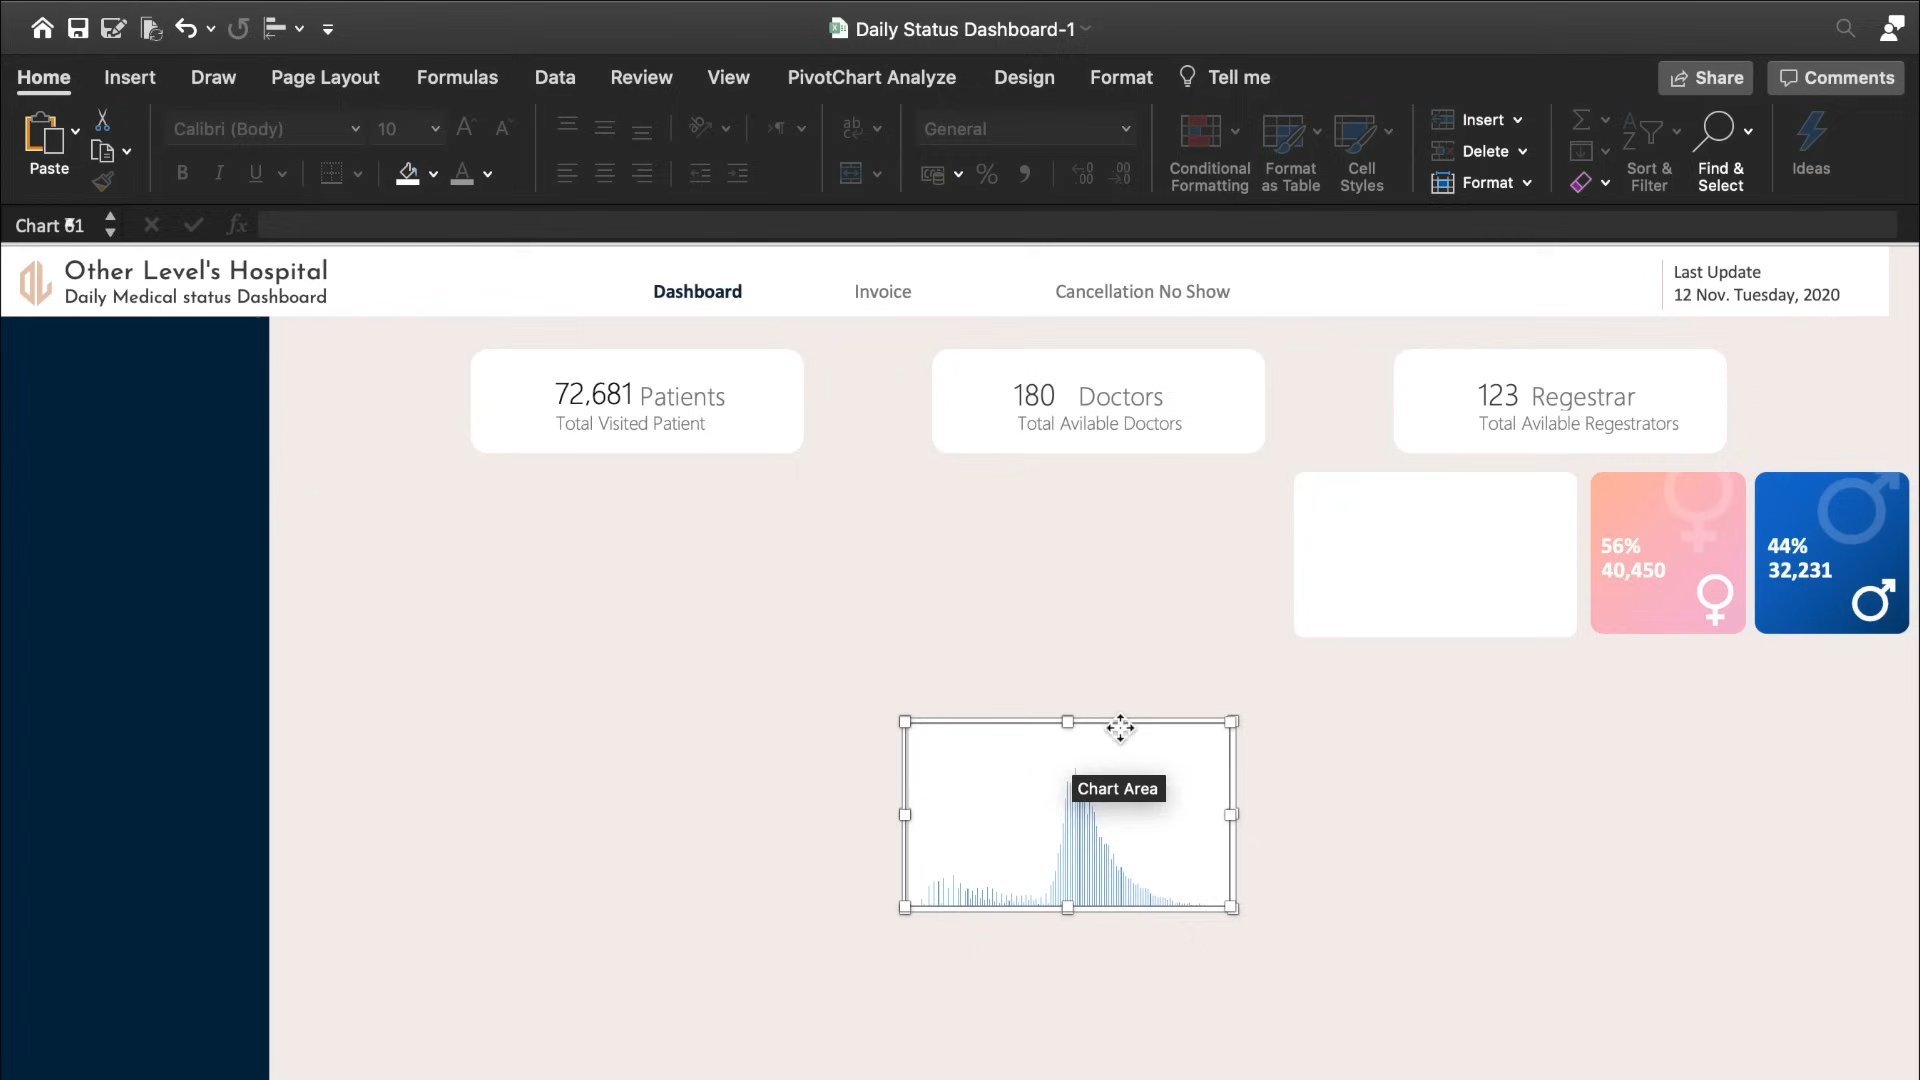 Daily Status Dashboard-1
Home Insert Draw Page Layout Formulas Data Review View PivotChart Analyze Design Format Tell me Share Comments
Paste
Calibri (Body) 10
B I U
General
Conditional Formatting
Format as Table
Cell Styles
Insert
Delete
Format
Sort & Filter
Find & Select
Ideas
fx
Other Level's Hospital
Daily Medical status Dashboard
Dashboard Invoice Cancellation No Show
Last Update
12 Nov. Tuesday, 2020
72,681 Patients
Total Visited Patient
180 Doctors
Total Avilable Doctors
123 Regestrar
Total Avilable Regestrators
56%
40,450
44%
32,231
Chart Area